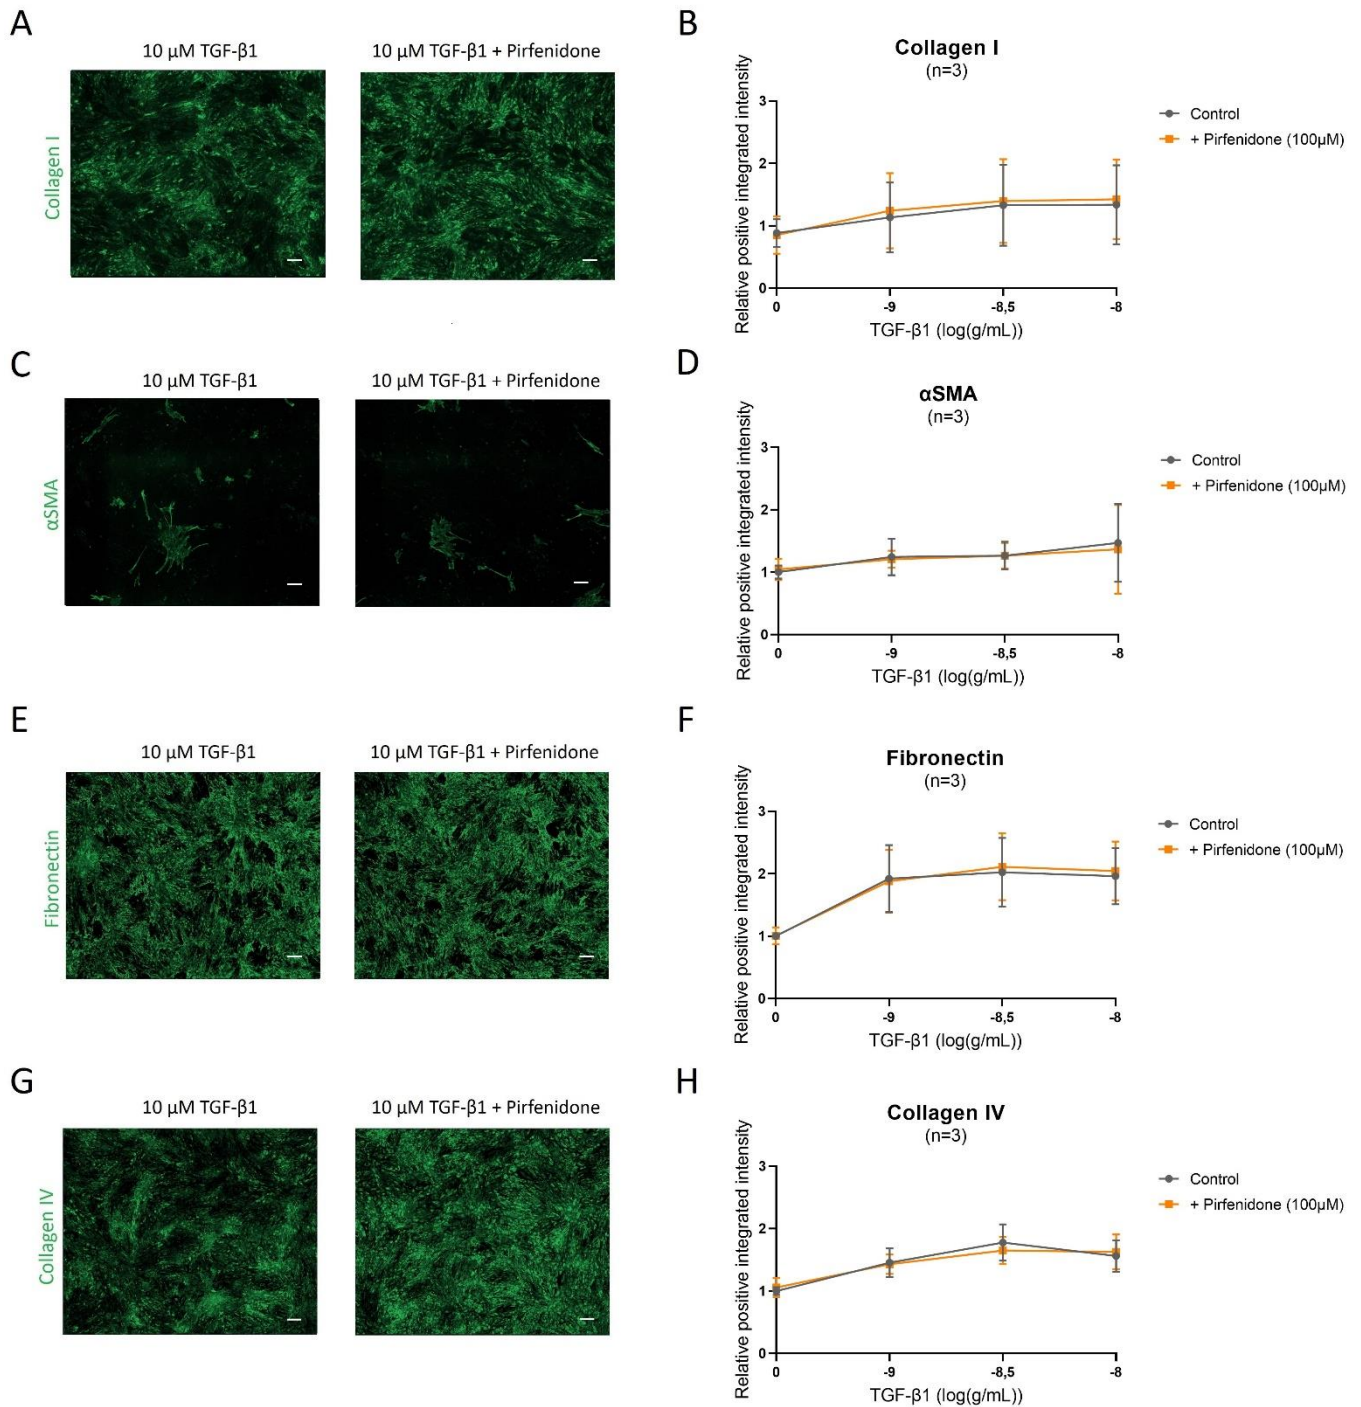 A
10 µM TGF-β1
10 µM TGF-β1 + Pirfenidone
Collagen I
B
Collagen I
(n=3)
Relative positive integrated intensity
3
2
1
0
0
-9
-8,5
-8
TGF-β1 (log(g/mL))
Control
+ Pirfenidone (100µM)
C
10 µM TGF-β1
10 µM TGF-β1 + Pirfenidone
αSMA
D
αSMA
(n=3)
Relative positive integrated intensity
3
2
1
0
0
-9
-8,5
-8
TGF-β1 (log(g/mL))
Control
+ Pirfenidone (100µM)
E
10 µM TGF-β1
10 µM TGF-β1 + Pirfenidone
Fibronectin
F
Fibronectin
(n=3)
Relative positive integrated intensity
3
2
1
0
0
-9
-8,5
-8
TGF-β1 (log(g/mL))
Control
+ Pirfenidone (100µM)
G
10 µM TGF-β1
10 µM TGF-β1 + Pirfenidone
Collagen IV
H
Collagen IV
(n=3)
Relative positive integrated intensity
3
2
1
0
0
-9
-8,5
-8
TGF-β1 (log(g/mL))
Control
+ Pirfenidone (100µM)